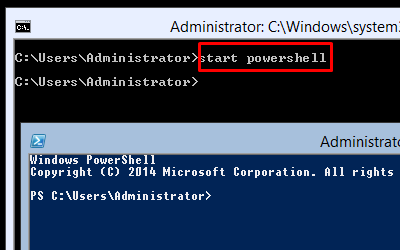 Administrator: C:\Windows\system
C:\Users\Administrator>start powershell
C:\Users\Administrator>
Administrato
Windows PowerShell
Copyright (C) 2014 Microsoft Corporation. All rights
PS C:\Users\Administrator>